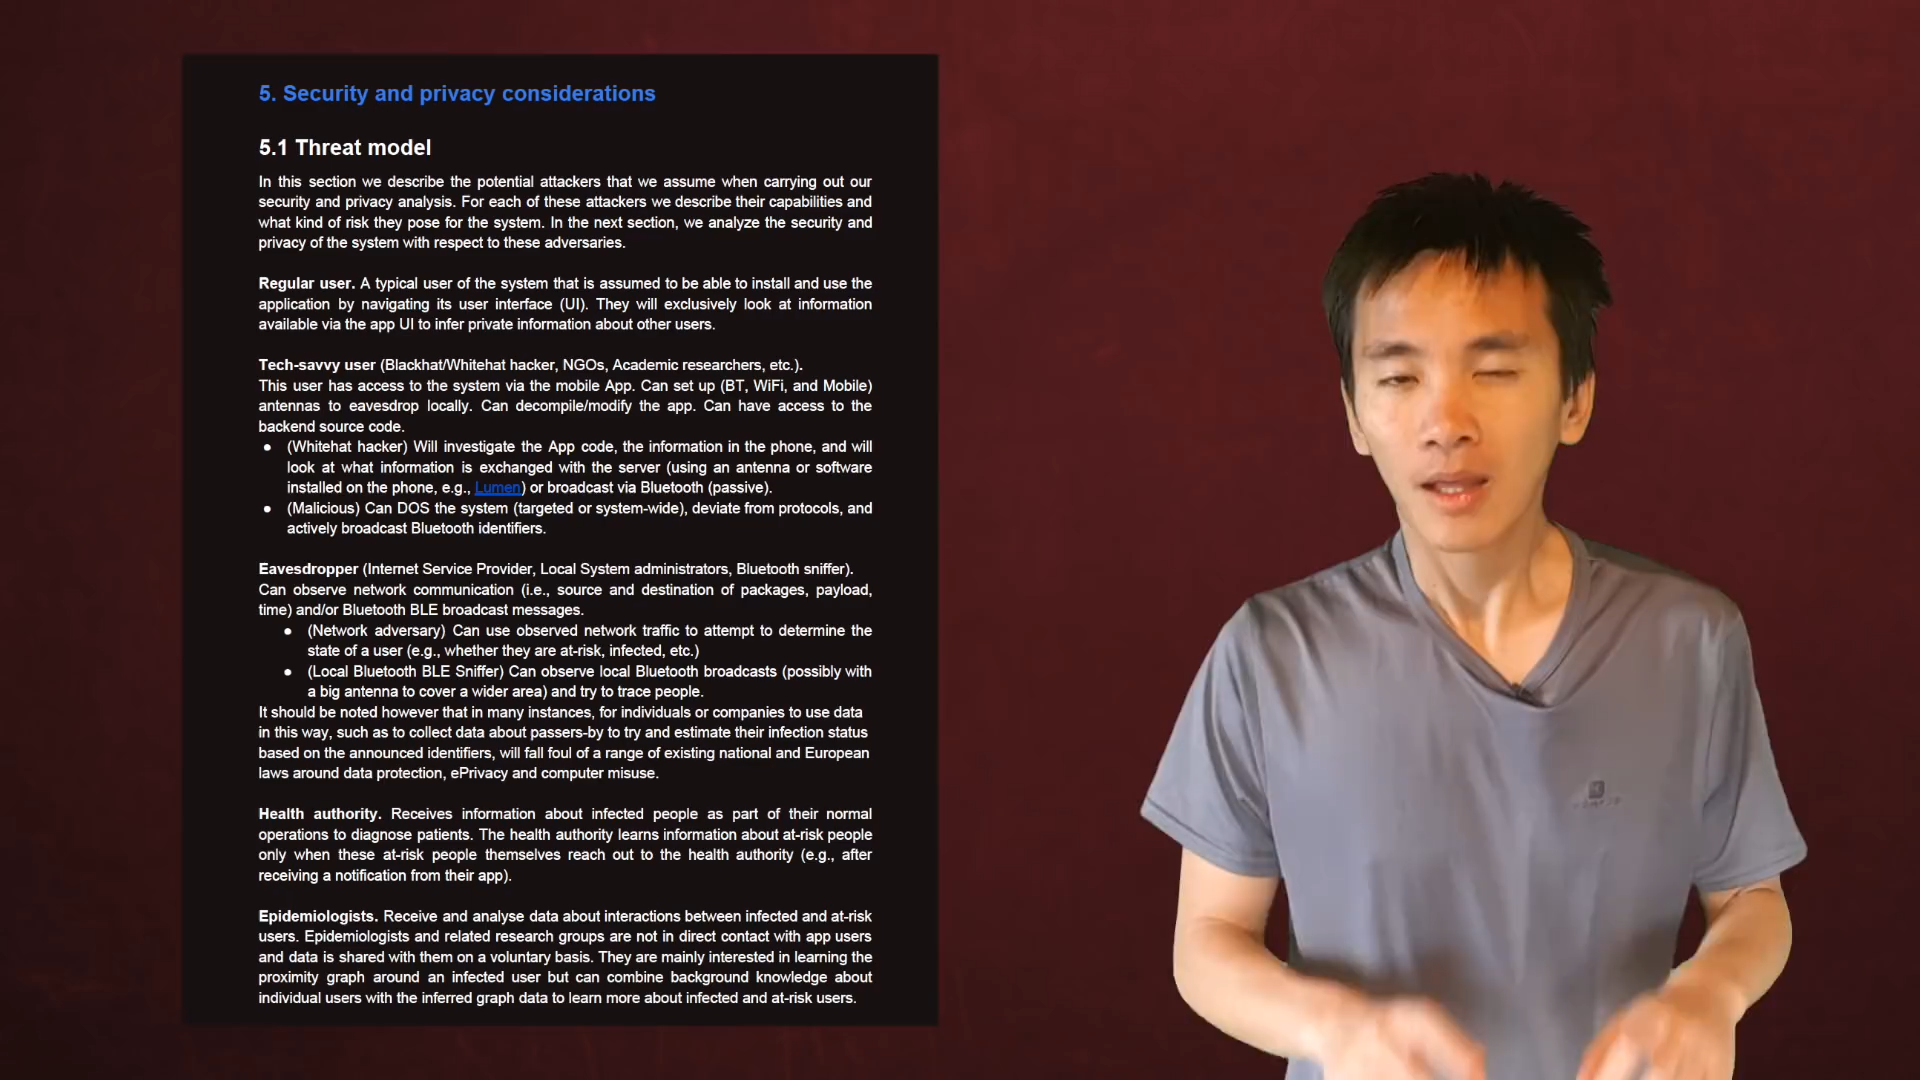 5. Security and privacy considerations
5.1 Threat model
In this section we describe the potential attackers that we assume when carrying out our
security and privacy analysis. For each of these attackers we describe their capabilities and
what kind of risk they pose for the system. In the next section, we analyze the security and
privacy of the system with respect to these adversaries.
Regular user. A typical user of the system that is assumed to be able to install and use the
application by navigating its user interface (UI). They will exclusively look at information
available via the app UI to infer private information about other users.
Tech-savvy user (Blackhat/Whitehat hacker, NGOs, Academic researchers, etc.).
This user has access to the system via the mobile App. Can set up (BT, WiFi, and Mobile)
antennas to eavesdrop locally. Can decompile/modify the app. Can have access to the
backend source code.
● (Whitehat hacker) Will investigate the App code, the information in the phone, and will
look at what information is exchanged with the server (using an antenna or software
installed on the phone, e.g., Lumen) or broadcast via Bluetooth (passive).
● (Malicious) Can DOS the system (targeted or system-wide), deviate from protocols, and
actively broadcast Bluetooth identifiers.
Eavesdropper (Internet Service Provider, Local System administrators, Bluetooth sniffer).
Can observe network communication (i.e., source and destination of packages, payload,
time) and/or Bluetooth BLE broadcast messages.
● (Network adversary) Can use observed network traffic to attempt to determine the
state of a user (e.g., whether they are at-risk, infected, etc.)
● (Local Bluetooth BLE Sniffer) Can observe local Bluetooth broadcasts (possibly with
a big antenna to cover a wider area) and try to trace people.
It should be noted however that in many instances, for individuals or companies to use data
in this way, such as to collect data about passers-by to try and estimate their infection status
based on the announced identifiers, will fall foul of a range of existing national and European
laws around data protection, ePrivacy and computer misuse.
Health authority. Receives information about infected people as part of their normal
operations to diagnose patients. The health authority learns information about at-risk people
only when these at-risk people themselves reach out to the health authority (e.g., after
receiving a notification from their app).
Epidemiologists. Receive and analyse data about interactions between infected and at-risk
users. Epidemiologists and related research groups are not in direct contact with app users
and data is shared with them on a voluntary basis. They are mainly interested in learning the
proximity graph around an infected user but can combine background knowledge about
individual users with the inferred graph data to learn more about infected and at-risk users.